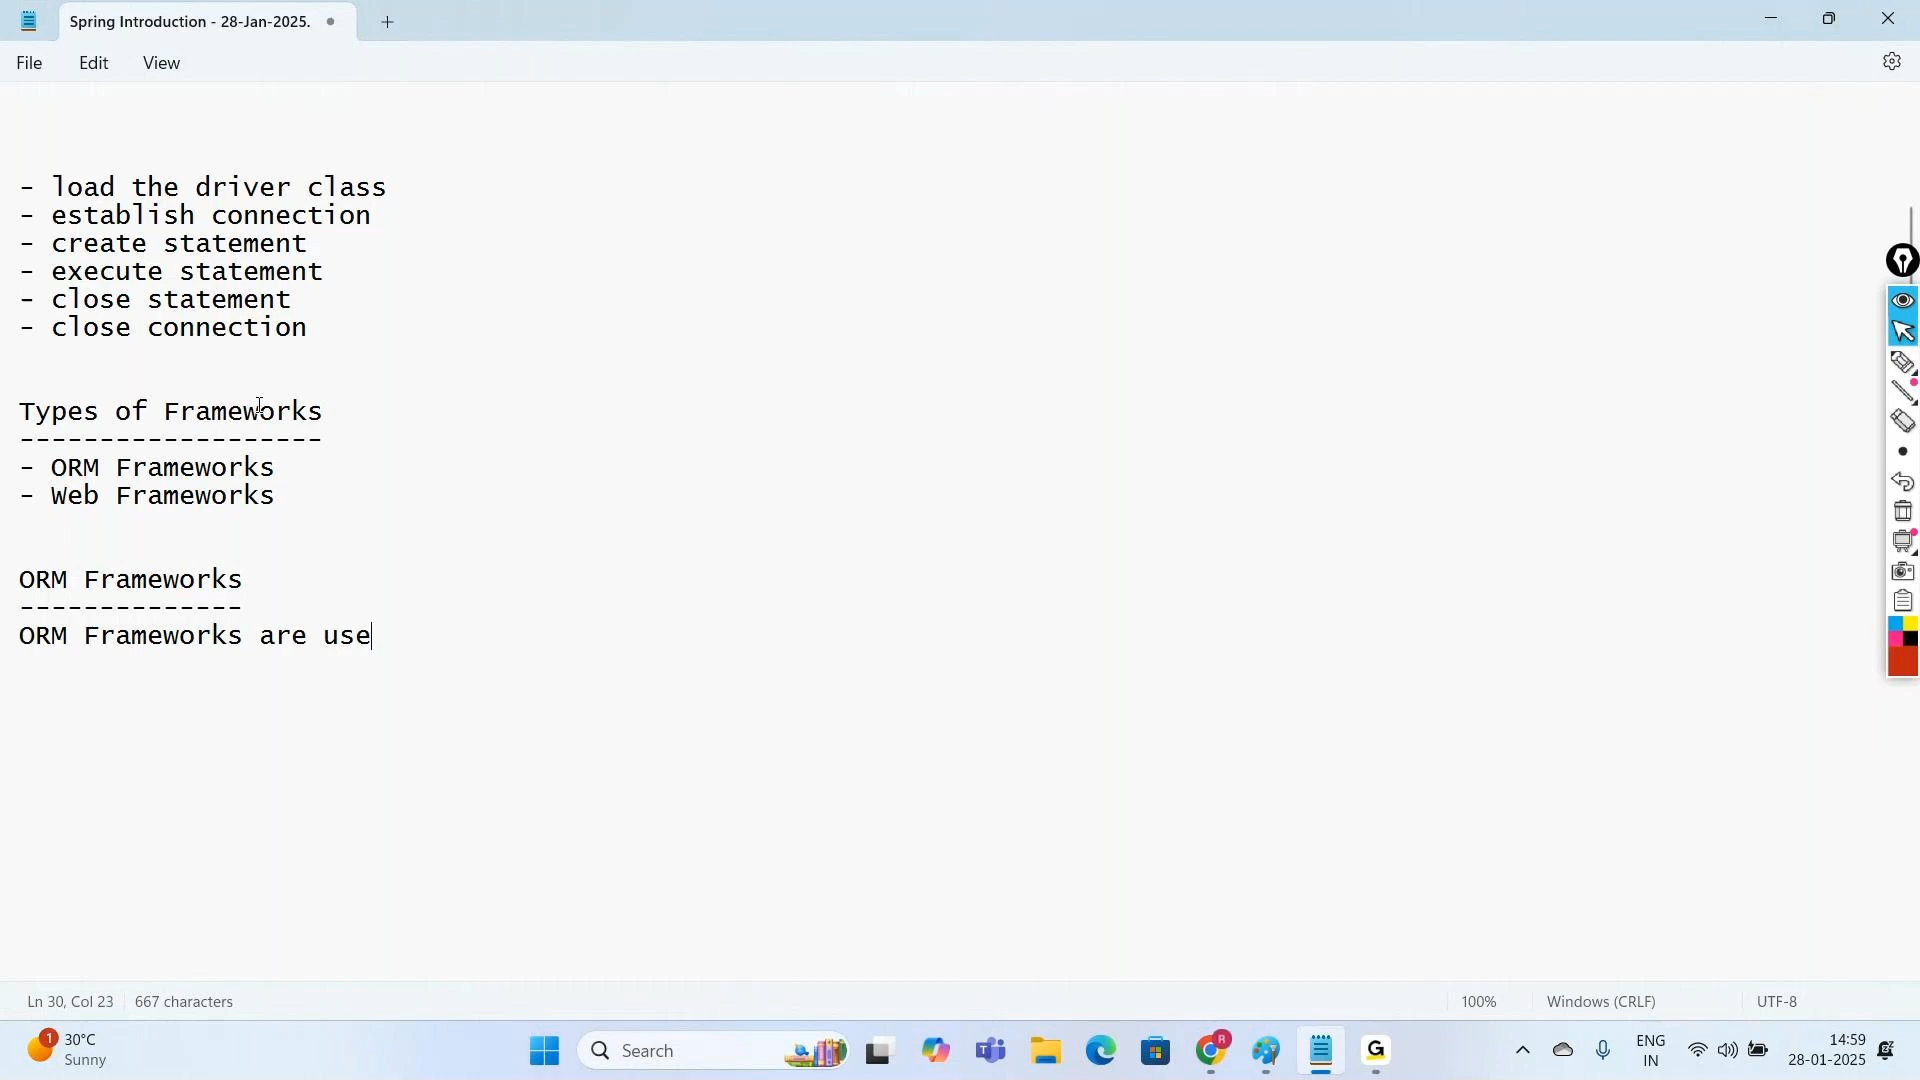 Spring Introduction - 28-Jan-2025.
File Edit View
- load the driver class
- establish connection
- create statement
- execute statement
- close statement
- close connection
Types of Frameworks
-------------------
- ORM Frameworks
- Web Frameworks
ORM Frameworks
--------------
ORM Frameworks are use
Ln 30, Col 23 667 characters 100% Windows (CRLF) UTF-8
1 30°C
Sunny
Search
R
G
ENG
IN
14:59
28-01-2025